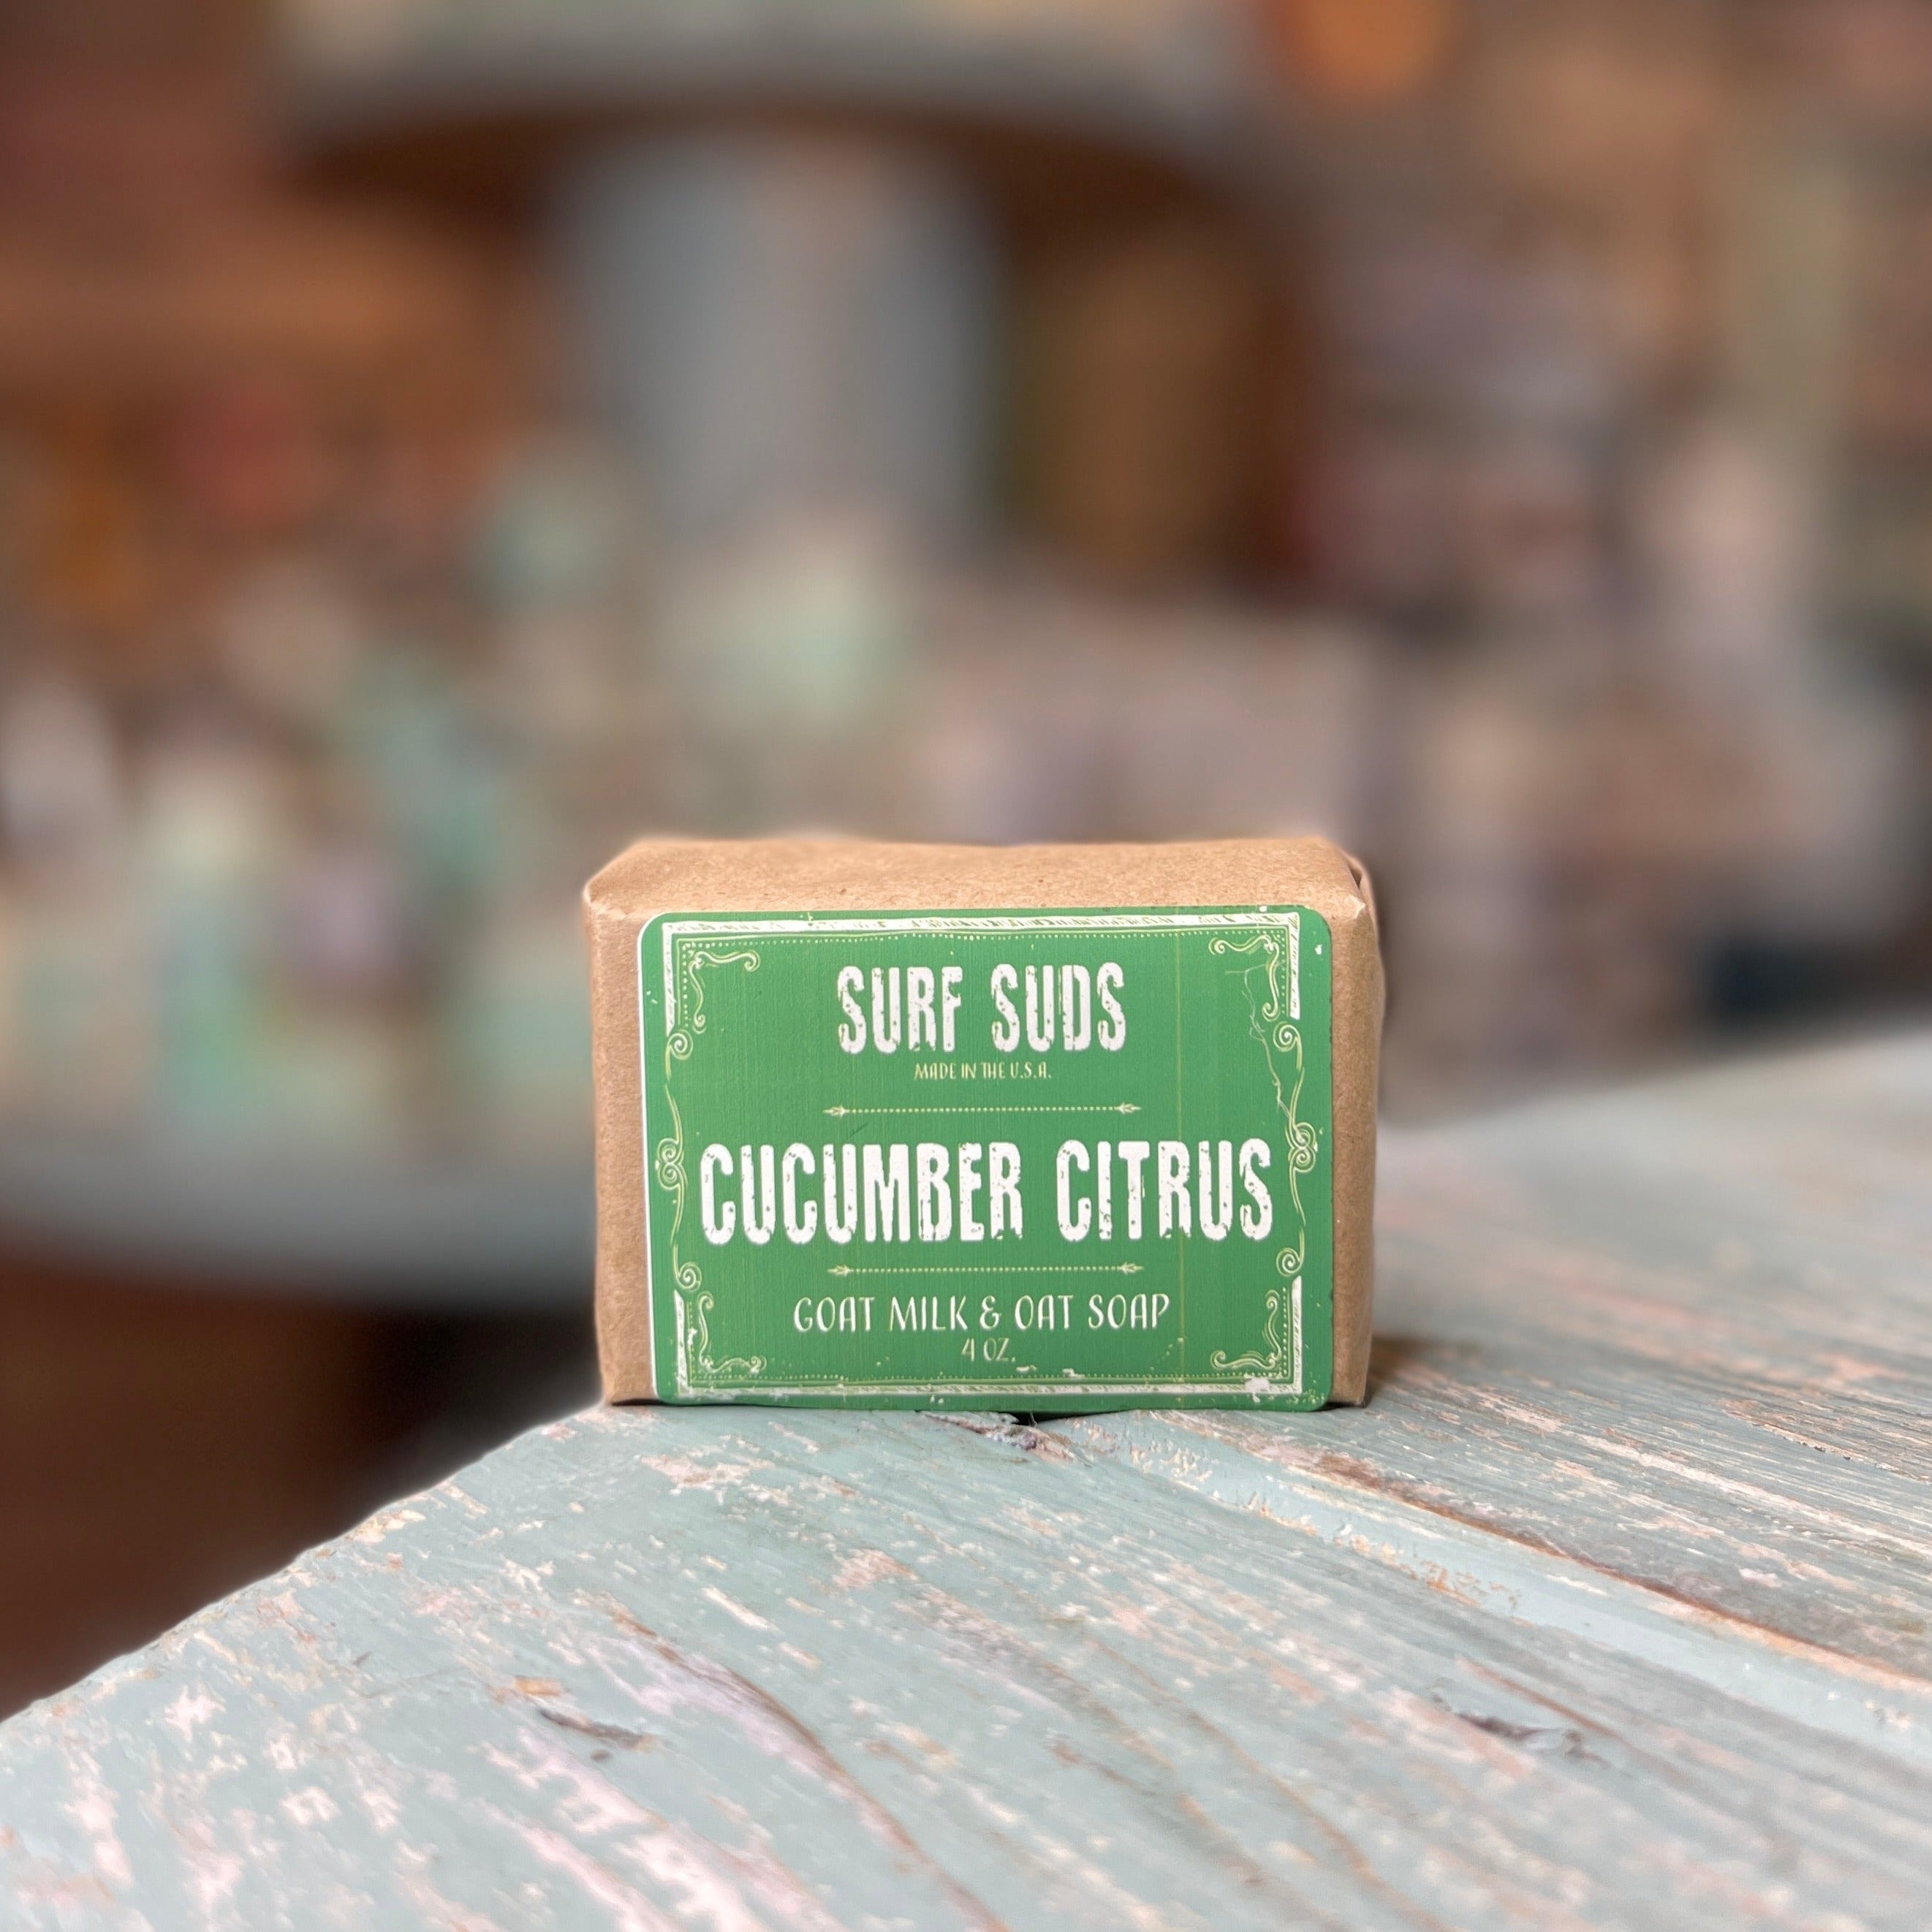 SURF SUDS
MADE IN THE U.S.A.
CUCUMBER CITRUS
GOAT MILK & OAT SOAP
4 OZ.